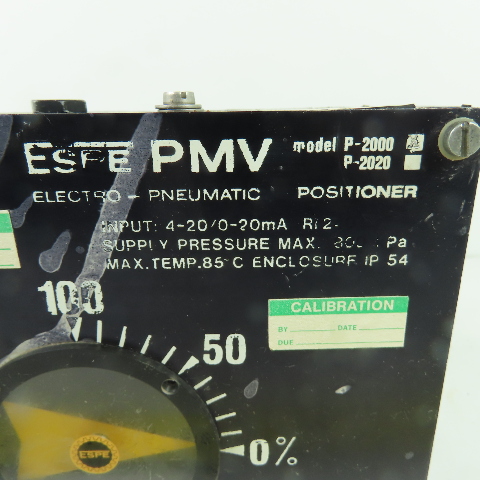 ESPE PMV model P-2000
P-2020
ELECTRO - PNEUMATIC POSITIONER
INPUT: 4-20/0-20mA
SUPPLY PRESSURE MAX.
MAX. TEMP. 85°C ENCLOSURE IP 54
100
50
0%
CALIBRATION
BY DATE
DUE
ESPE